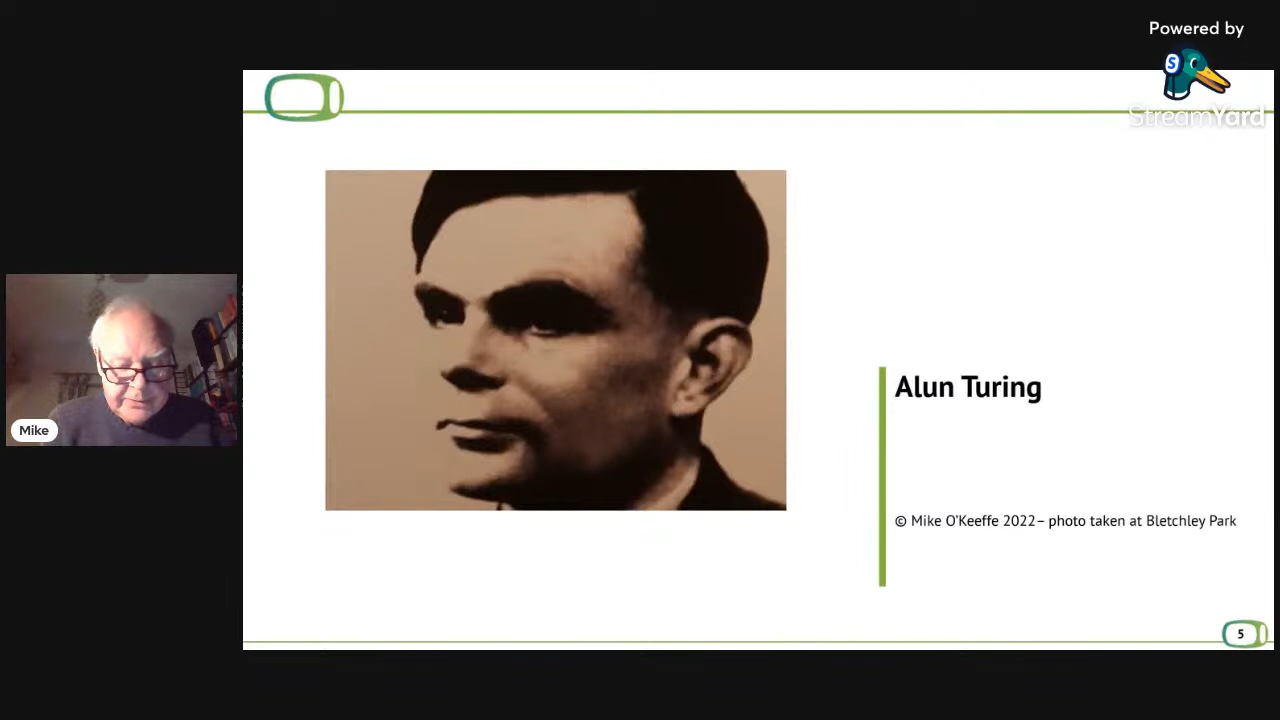 Powered by
S
StreamYard
Alun Turing
© Mike O'Keeffe 2022– photo taken at Bletchley Park
Mike
5